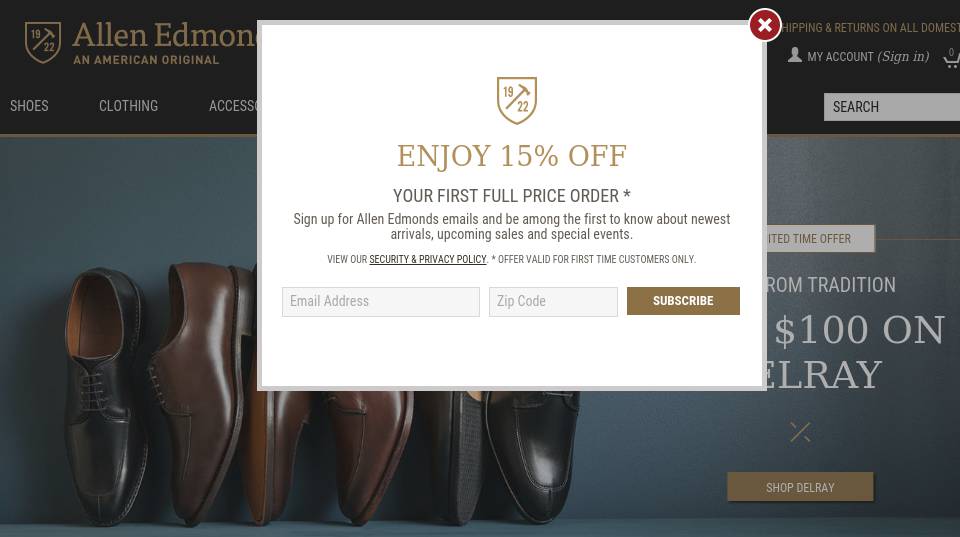 Allen Edmon
AN AMERICAN ORIGINAL
19
22
HIPPING & RETURNS ON ALL DOMEST
MY ACCOUNT (Sign in)
0
SHOES
CLOTHING
ACCESSO
SEARCH
19
22
ENJOY 15% OFF
YOUR FIRST FULL PRICE ORDER *
Sign up for Allen Edmonds emails and be among the first to know about newest
arrivals, upcoming sales and special events.
VIEW OUR SECURITY & PRIVACY POLICY. * OFFER VALID FOR FIRST TIME CUSTOMERS ONLY.
Email Address
Zip Code
SUBSCRIBE
ITED TIME OFFER
ROM TRADITION
$100 ON
ELRAY
SHOP DELRAY